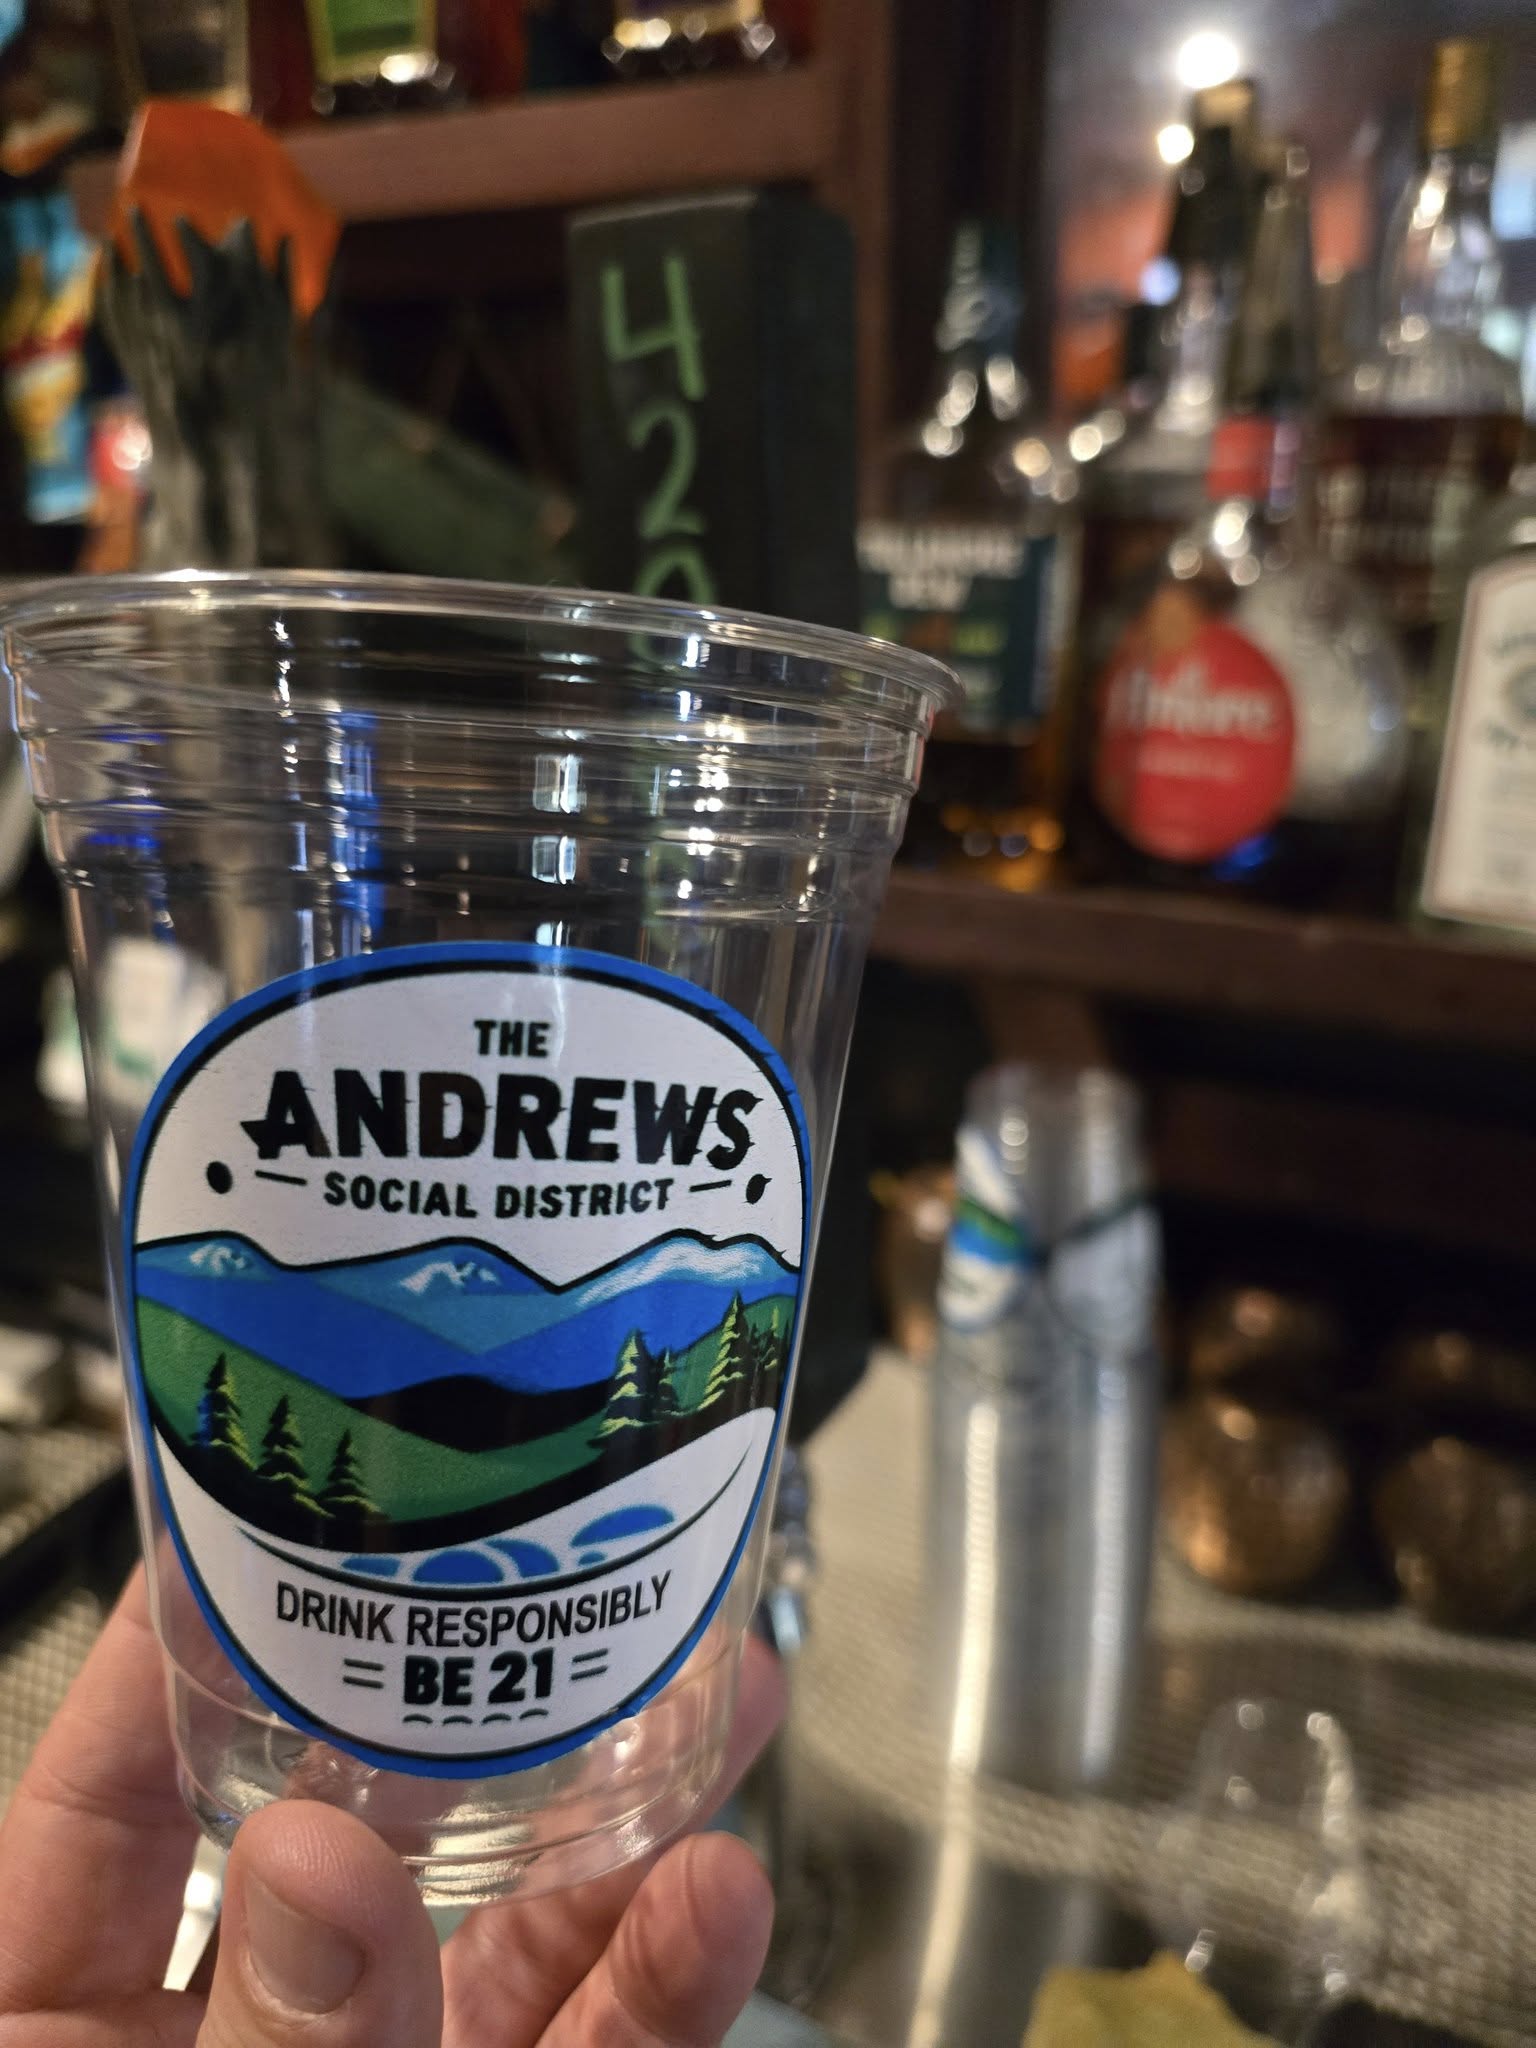 420
THE
ANDREWS
SOCIAL DISTRICT
DRINK RESPONSIBLY
BE 21